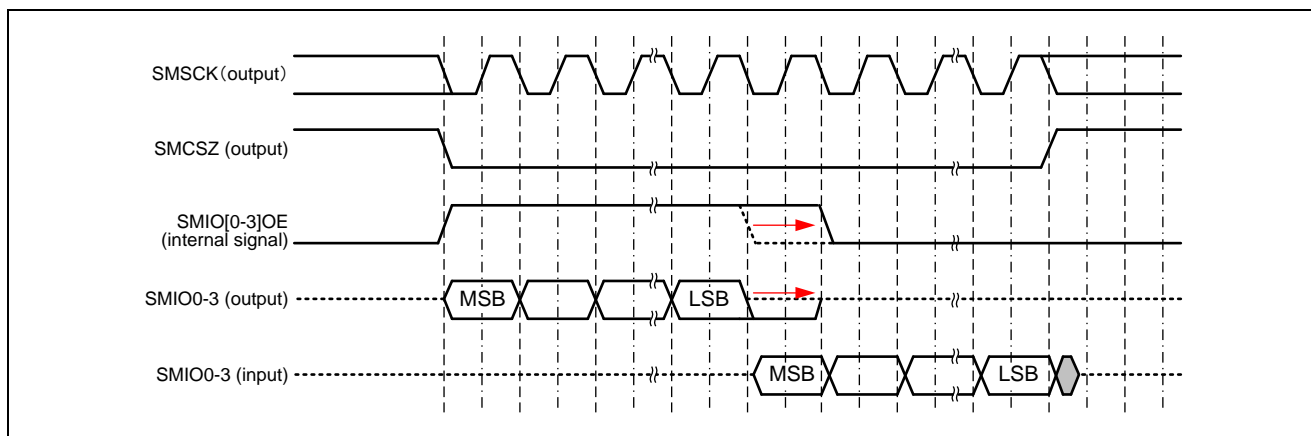 SMSCK（output）
SMCSZ (output)
SMIO[0-3]OE
(internal signal)
SMIO0-3 (output)
MSB
LSB
SMIO0-3 (input)
MSB
LSB